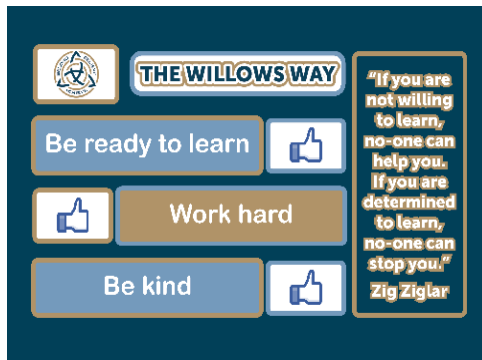 THE WILLOWS WAY
Be ready to learn
Work hard
Be kind
“If you are
not willing
to learn,
no-one can
help you.
If you are
determined
to learn,
no-one can
stop you.”
Zig Ziglar